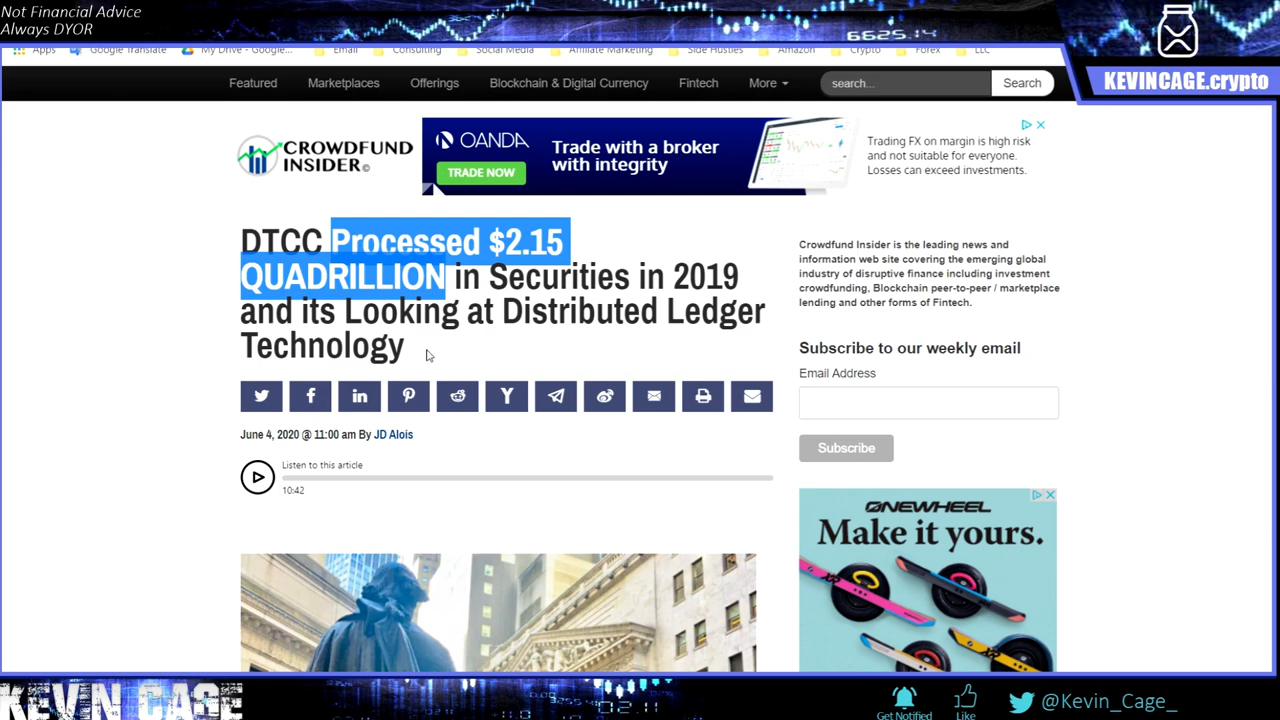 Not Financial Advice
Always DYOR
6625.14
KEVINCAGE.crypto
Apps Google Translate My Drive - Google... Email Consulting Social Media Affiliate Marketing Side Hustles Amazon Crypto Forex LLC
Featured Marketplaces Offerings Blockchain & Digital Currency Fintech More search... Search
CROWDFUND
INSIDER©
OANDA
TRADE NOW
Trade with a broker
with integrity
Trading FX on margin is high risk
and not suitable for everyone.
Losses can exceed investments.
DTCC Processed $2.15
QUADRILLION in Securities in 2019
and its Looking at Distributed Ledger
Technology
June 4, 2020 @ 11:00 am By JD Alois
Listen to this article
10:42
Crowdfund Insider is the leading news and
information web site covering the emerging global
industry of disruptive finance including investment
crowdfunding, Blockchain peer-to-peer / marketplace
lending and other forms of Fintech.
Subscribe to our weekly email
Email Address
Subscribe
ONEWHEEL
Make it yours.
KEVIN CAGE
Get Notified
Like
@Kevin_Cage_